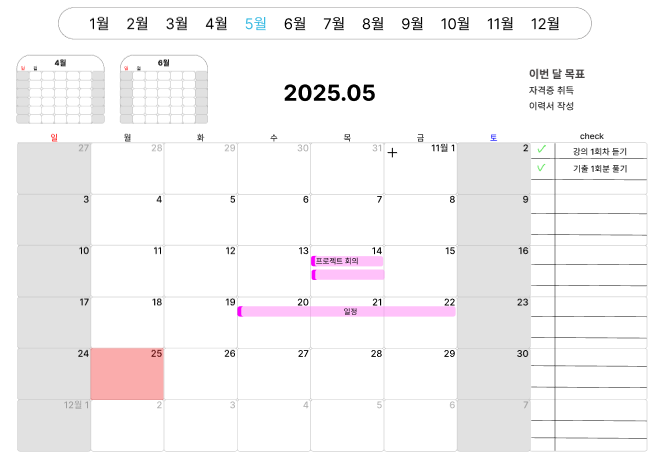 1월 2월 3월 4월 5월 6월 7월 8월 9월 10월 11월 12월
4월
일 월
6월
일 월
2025.05
이번 달 목표
자격증 취득
이력서 작성
일 월 화 수 목 금 토 check
27 28 29 30 31 11월 1 2
강의 1회차 듣기
기출 1회분 풀기
3 4 5 6 7 8 9
10 11 12 13 14 15 16
프로젝트 회의
17 18 19 20 21 22 23
일정
24 25 26 27 28 29 30
12월 1 2 3 4 5 6 7